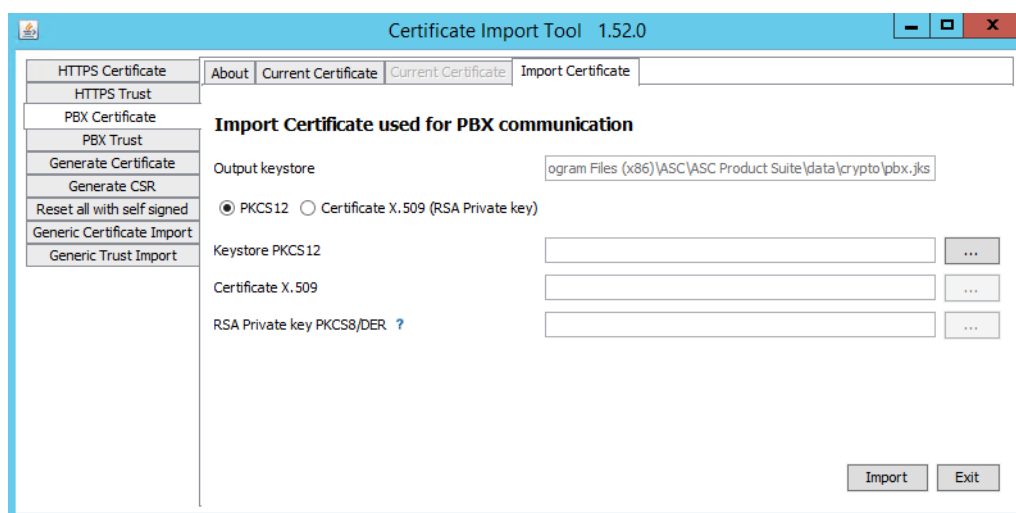 Certificate Import Tool 1.52.0
X
HTTPS Certificate
HTTPS Trust
PBX Certificate
PBX Trust
Generate Certificate
Generate CSR
Reset all with self signed
Generic Certificate Import
Generic Trust Import
About Current Certificate Current Certificate Import Certificate
Import Certificate used for PBX communication
Output keystore ogram Files (x86)\ASC\ASC Product Suite\data\crypto\pbx.jks
PKCS12 Certificate X.509 (RSA Private key)
Keystore PKCS12 ...
Certificate X.509 ...
RSA Private key PKCS8/DER ? ...
Import Exit